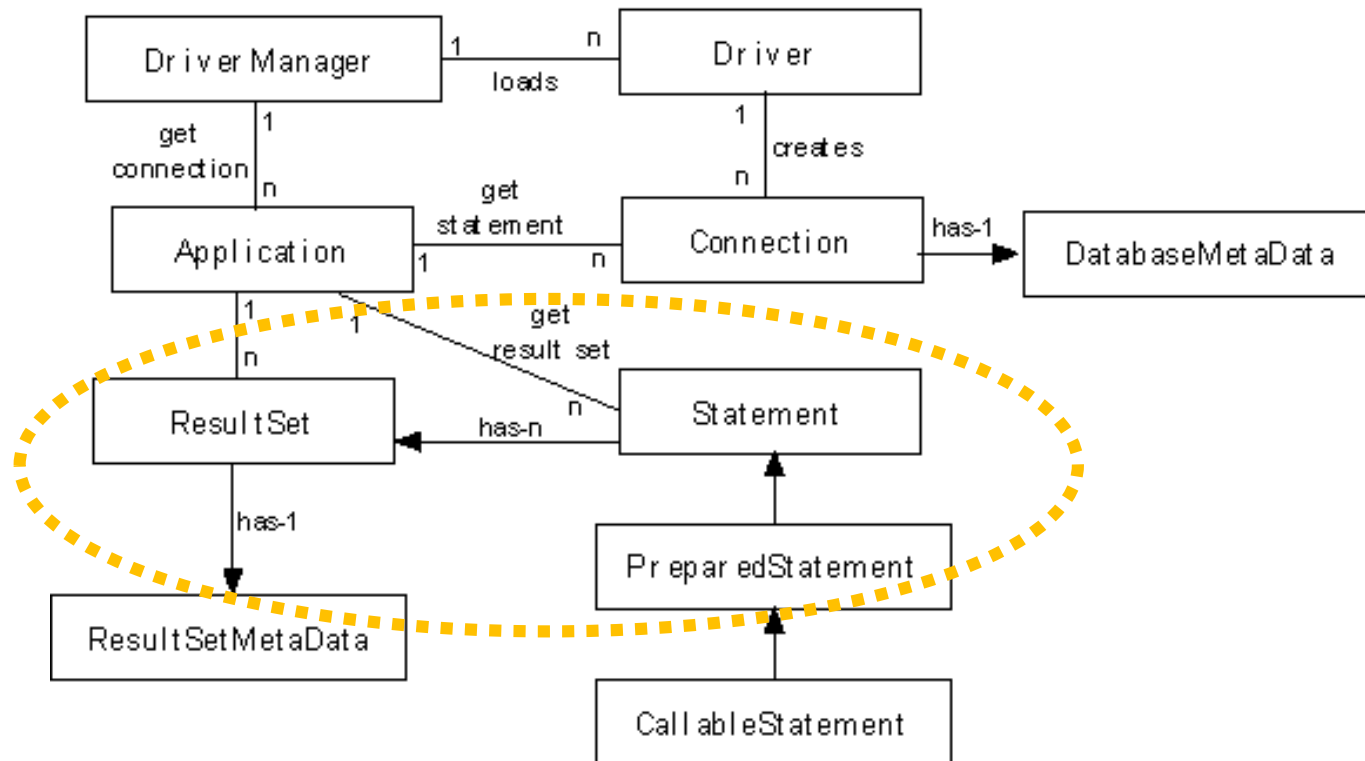 DriverManager
1
n
loads
Driver
get
connection
1
n
1
creates
n
Application
get
statement
1
n
Connection
has-1
DatabaseMetaData
1
n
1
get
result set
n
ResultSet
has-n
Statement
has-1
PreparedStatement
ResultSetMetaData
CallableStatement